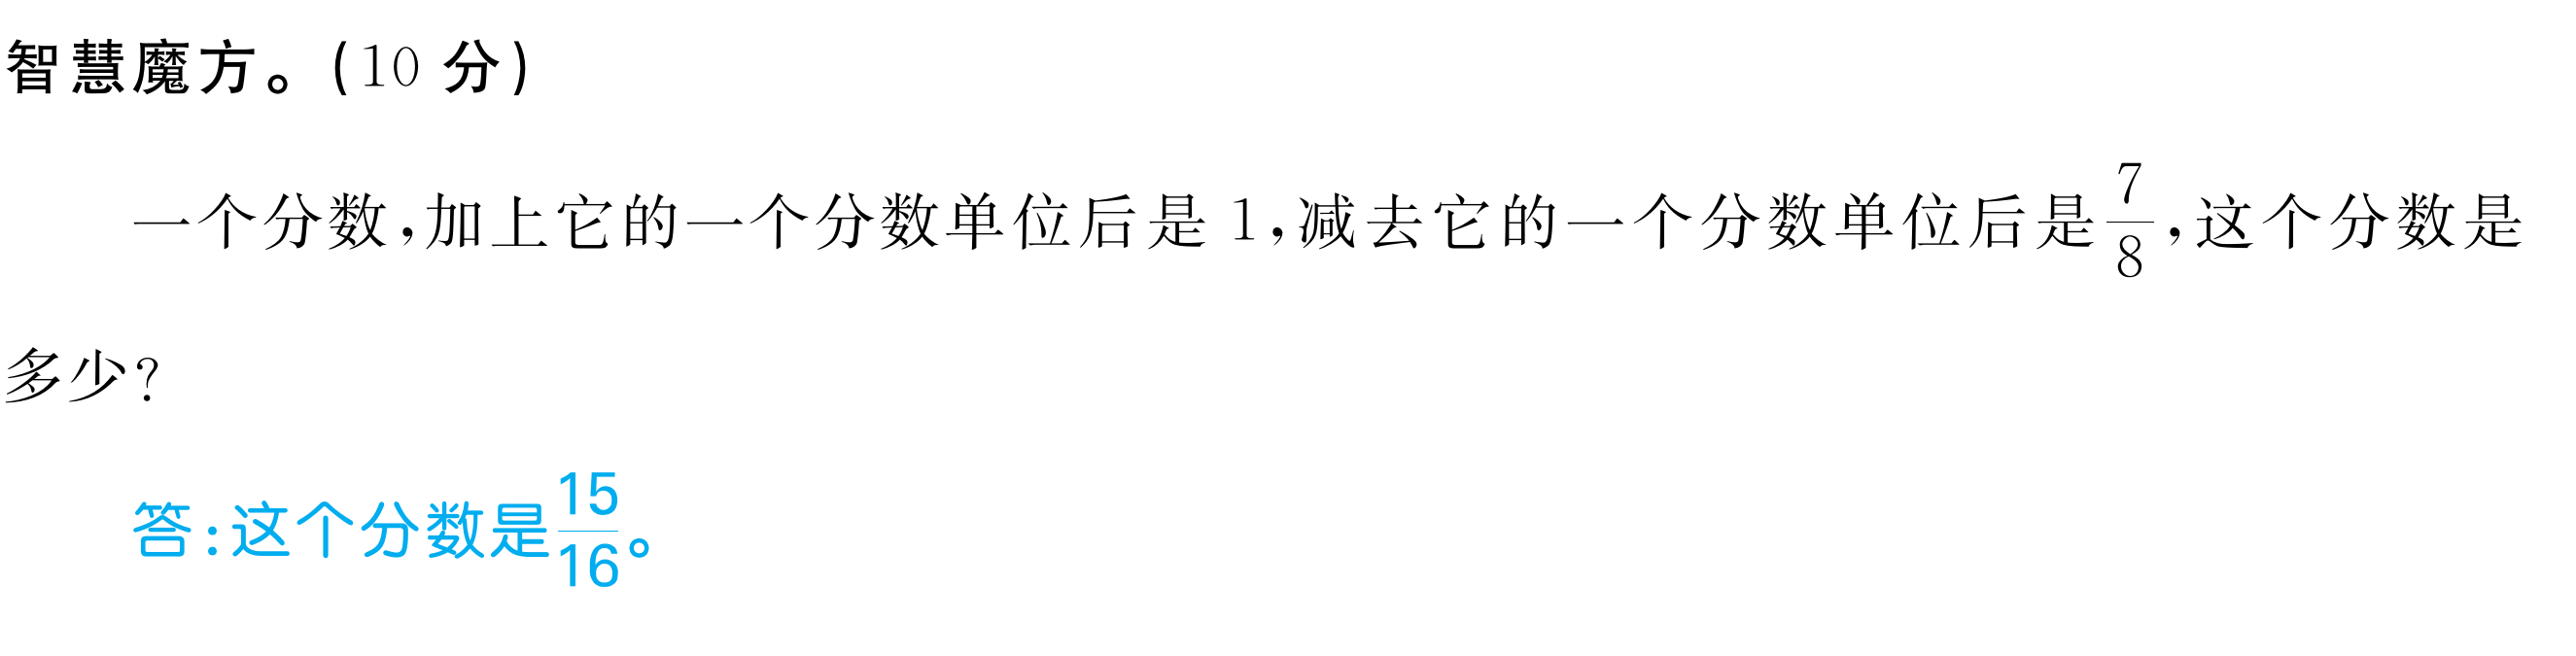 智慧魔方。(10 分)
一个分数,加上它的一个分数单位后是 1,减去它的一个分数单位后是7/8,这个分数是
多少?
答:这个分数是15/16。